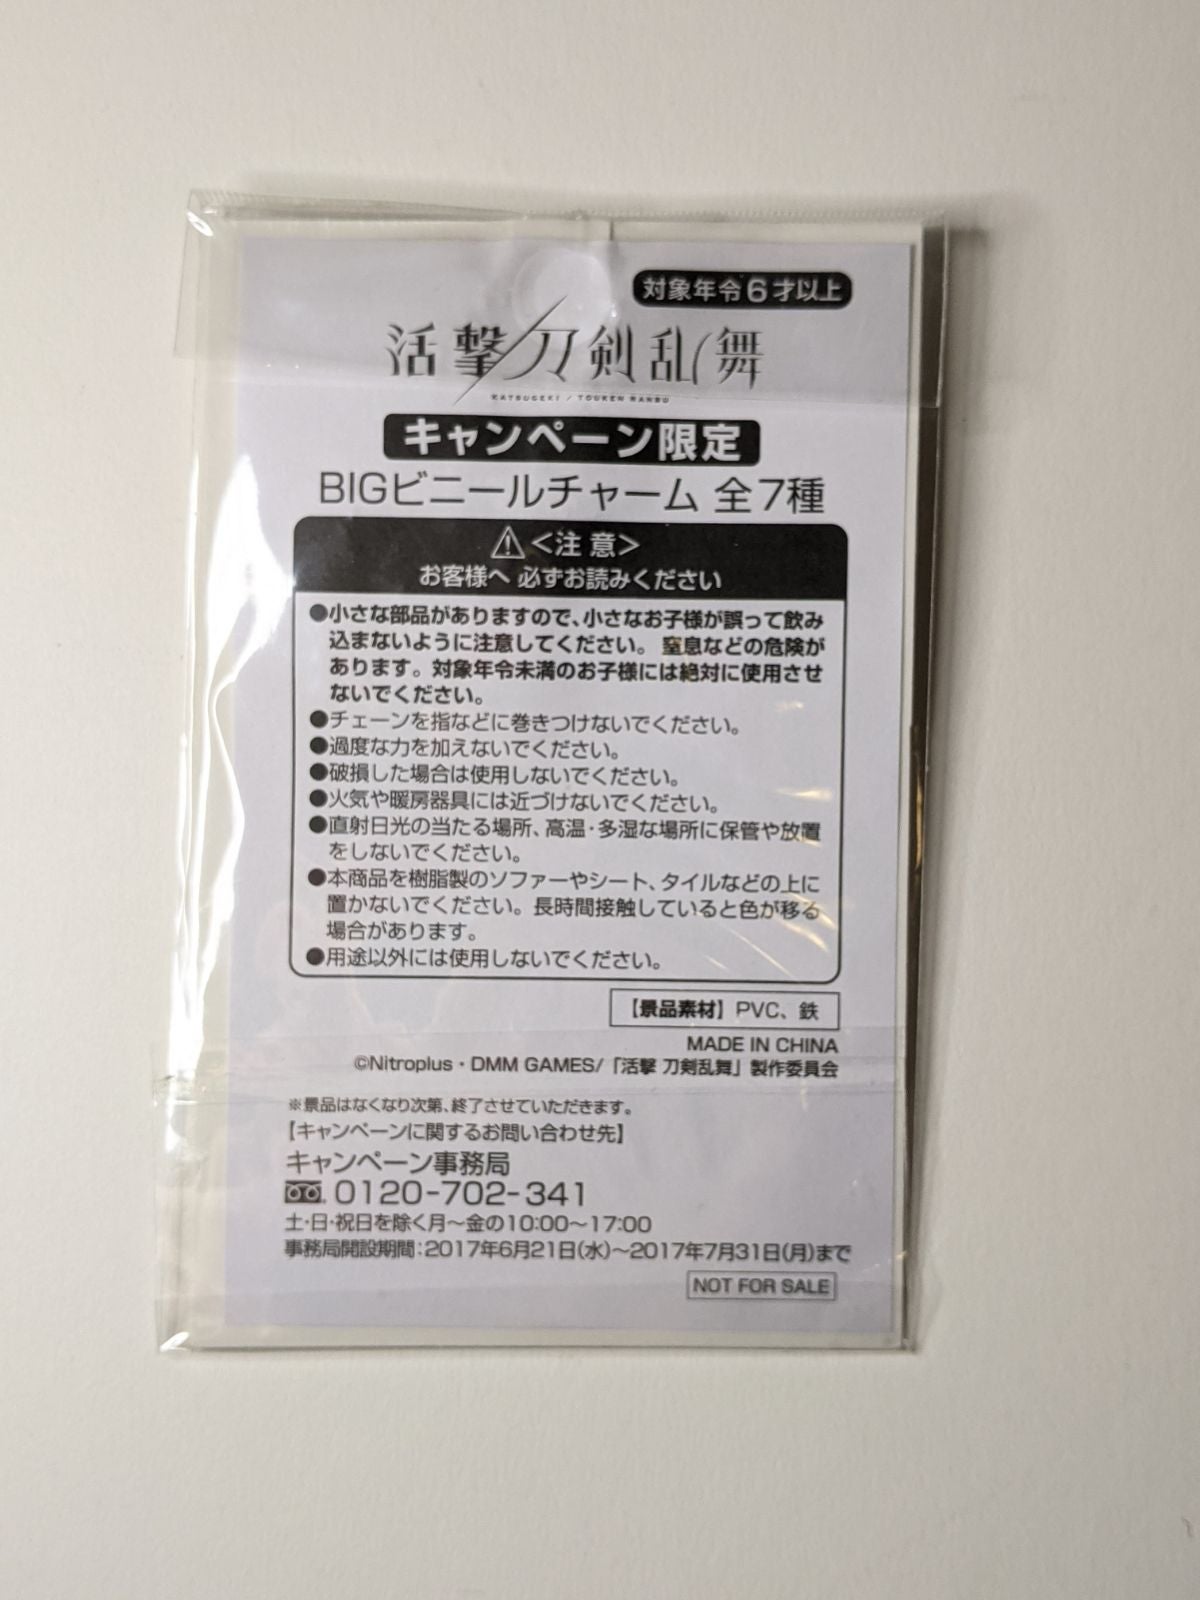 対象年令6才以上
活撃 刀剣乱舞
KATSUGEKI / TOUKEN RANBU
キャンペーン限定
BIGビニールチャーム 全7種
⚠<注 意>
お客様へ 必ずお読みください
●小さな部品がありますので、小さなお子様が誤って飲み
込まないように注意してください。 窒息などの危険が
あります。対象年令未満のお子様には絶対に使用させ
ないでください。
●チェーンを指などに巻きつけないでください。
●過度な力を加えないでください。
●破損した場合は使用しないでください。
●火気や暖房器具には近づけないでください。
●直射日光の当たる場所、高温・多湿な場所に保管や放置
をしないでください。
●本商品を樹脂製のソファーやシート、タイルなどの上に
置かないでください。長時間接触していると色が移る
場合があります。
●用途以外には使用しないでください。
【景品素材】PVC、鉄
MADE IN CHINA
©Nitroplus・DMM GAMES/「活撃 刀剣乱舞」製作委員会
※景品はなくなり次第、終了させていただきます。
【キャンペーンに関するお問い合わせ先】
キャンペーン事務局
0120-702-341
土・日・祝日を除く月〜金の10:00〜17:00
事務局開設期間:2017年6月21日(水)〜2017年7月31日(月)まで
NOT FOR SALE